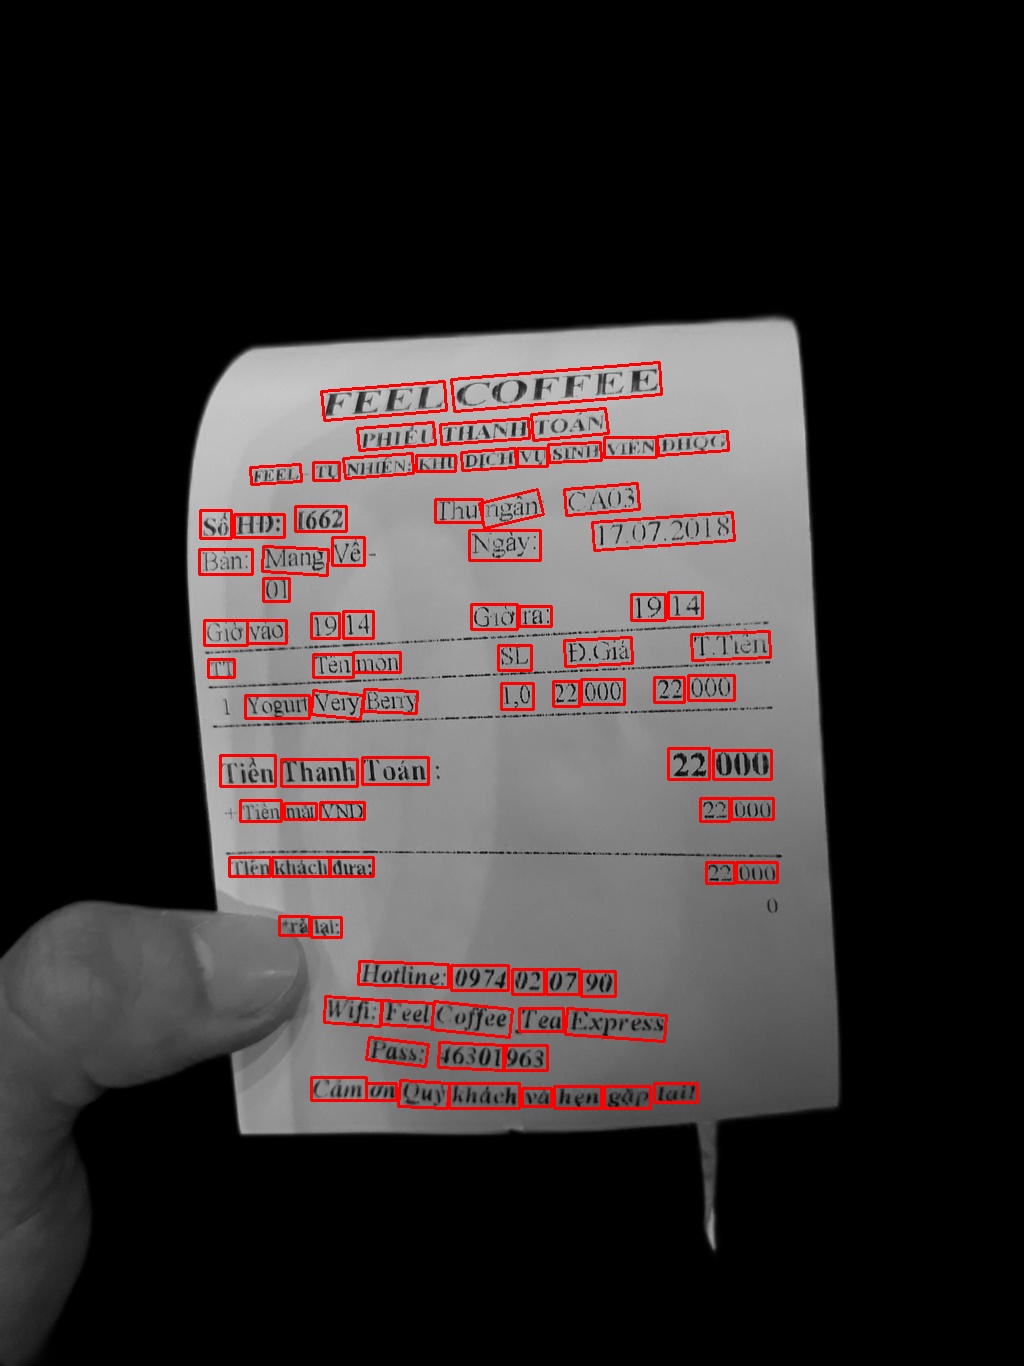 FEEL COFFEE
PHIẾU THANH TOÁN
FEEL - TỰ NHIÊN: KHU DỊCH VỤ SINH VIÊN ĐHQG
Số HĐ: 1662 Thu ngân CA03
Bàn: Mang Về - 01 Ngày: 17.07.2018
Giờ vào 19 14 Giờ ra: 19 14
TT Tên món SL Đ.Giá T.Tiền
1 Yogurt Very Berry 1,0 22 000 22 000
Tiền Thanh Toán : 22 000
+ Tiền mặt VND 22 000
Tiền khách đưa: 22 000
0
trả lại:
Hotline: 0974 02 07 90
Wifi: Feel Coffee Tea Express
Pass: 46301963
Cám ơn Quý khách và hẹn gặp lại!